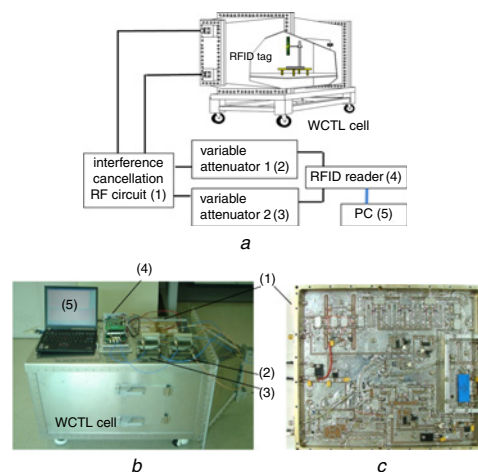 RFID tag
WCTL cell
interference
cancellation
RF circuit (1)
variable
attenuator 1 (2)
variable
attenuator 2 (3)
RFID reader (4)
PC (5)
a
(4)
(1)
(5)
(2)
(3)
WCTL cell
b
c